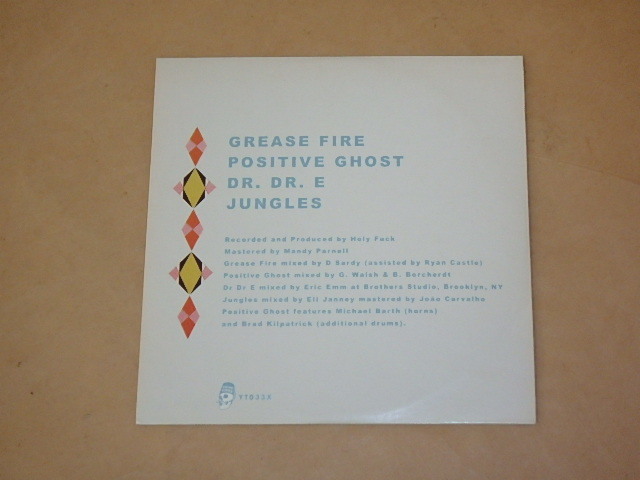 GREASE FIRE
POSITIVE GHOST
DR. DR. E
JUNGLES
Recorded and Produced by Holy Fuck
Mastered by Mandy Parnell
Grease Fire mixed by D Sardy (assisted by Ryan Castle)
Positive Ghost mixed by G. Walsh & B. Borcherdt
Dr Dr E mixed by Eric Emm at Brothers Studio, Brooklyn, NY
Jungles mixed by Eli Janney mastered by João Carvalho
Positive Ghost features Michael Barth (horns)
and Brad Kilpatrick (additional drums).